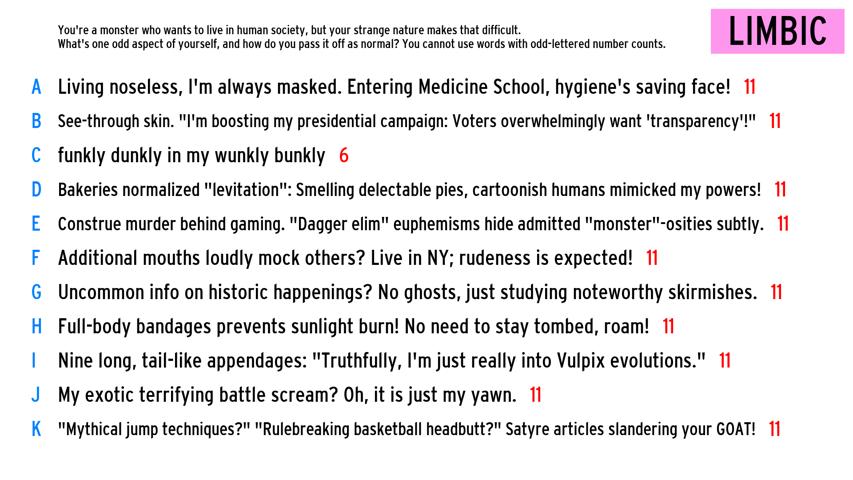 You're a monster who wants to live in human society, but your strange nature makes that difficult.
What's one odd aspect of yourself, and how do you pass it off as normal? You cannot use words with odd-lettered number counts.
LIMBIC
A Living noseless, I'm always masked. Entering Medicine School, hygiene's saving face! 11
B See-through skin. "I'm boosting my presidential campaign: Voters overwhelmingly want 'transparency'!" 11
C funkly dunkly in my wunkly bunkly 6
D Bakeries normalized "levitation": Smelling delectable pies, cartoonish humans mimicked my powers! 11
E Construe murder behind gaming. "Dagger elim" euphemisms hide admitted "monster"-osities subtly. 11
F Additional mouths loudly mock others? Live in NY; rudeness is expected! 11
G Uncommon info on historic happenings? No ghosts, just studying noteworthy skirmishes. 11
H Full-body bandages prevents sunlight burn! No need to stay tombed, roam! 11
I Nine long, tail-like appendages: "Truthfully, I'm just really into Vulpix evolutions." 11
J My exotic terrifying battle scream? Oh, it is just my yawn. 11
K "Mythical jump techniques?" "Rulebreaking basketball headbutt?" Satyre articles slandering your GOAT! 11